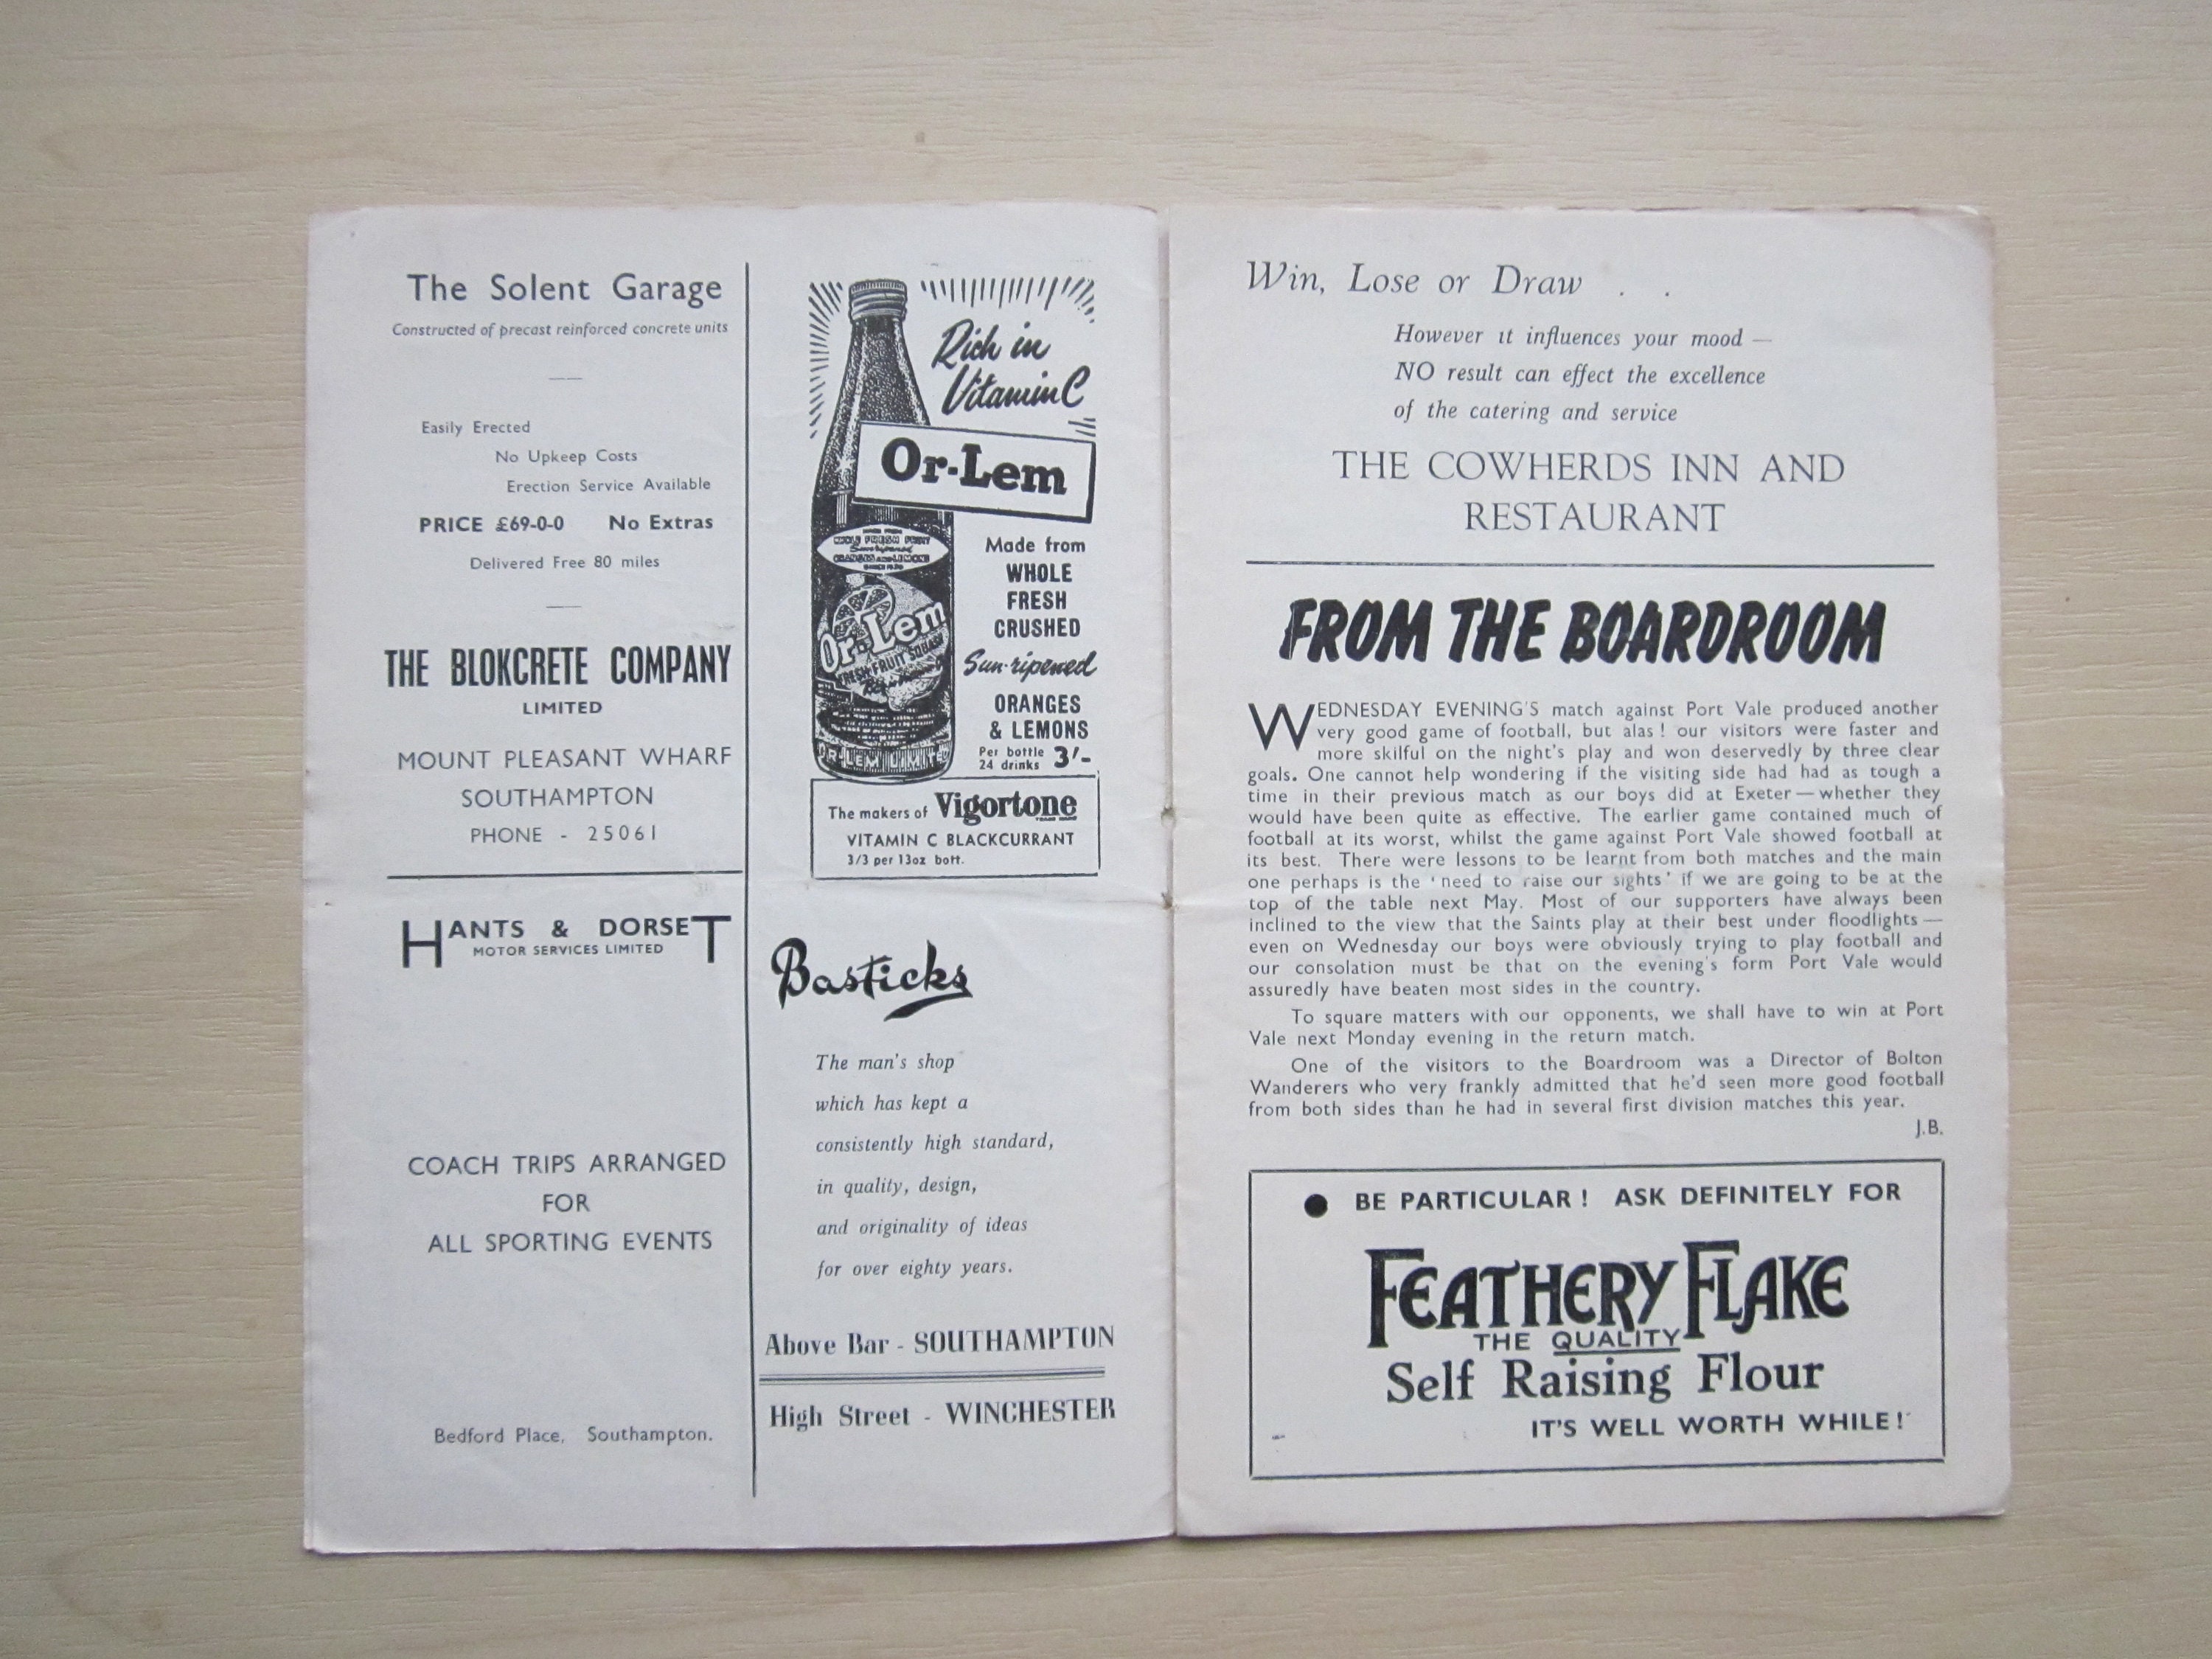 The Solent Garage
Constructed of precast reinforced concrete units
Easily Erected
No Upkeep Costs
Erection Service Available
PRICE £69-0-0 No Extras
Delivered Free 80 miles
THE BLOKCRETE COMPANY
LIMITED
MOUNT PLEASANT WHARF
SOUTHAMPTON
PHONE - 25061
HANTS & DORSET
MOTOR SERVICES LIMITED
COACH TRIPS ARRANGED
FOR
ALL SPORTING EVENTS
Bedford Place, Southampton.
Rich in
Vitamin C
Or-Lem
WHOLE FRESH FRUIT
Sun-ripened
ORANGES AND LEMONS
Or-Lem
FRESH FRUIT SQUASH
OR-LEM LIMITED
Made from
WHOLE
FRESH
CRUSHED
Sun-ripened
ORANGES
& LEMONS
Per bottle
24 drinks 3'/-
The makers of Vigortone
TRADE MARK
VITAMIN C BLACKCURRANT
3/3 per 13oz bott.
Basticks
The man's shop
which has kept a
consistently high standard,
in quality, design,
and originality of ideas
for over eighty years.
Above Bar - SOUTHAMPTON
High Street - WINCHESTER
Win, Lose or Draw . .
However it influences your mood —
NO result can effect the excellence
of the catering and service
THE COWHERDS INN AND
RESTAURANT
FROM THE BOARDROOM
WEDNESDAY EVENING'S match against Port Vale produced another
very good game of football, but alas ! our visitors were faster and
more skilful on the night's play and won deservedly by three clear
goals. One cannot help wondering if the visiting side had had as tough a
time in their previous match as our boys did at Exeter — whether they
would have been quite as effective. The earlier game contained much of
football at its worst, whilst the game against Port Vale showed football at
its best. There were lessons to be learnt from both matches and the main
one perhaps is the ' need to raise our sights ' if we are going to be at the
top of the table next May. Most of our supporters have always been
inclined to the view that the Saints play at their best under floodlights —
even on Wednesday our boys were obviously trying to play football and
our consolation must be that on the evening's form Port Vale would
assuredly have beaten most sides in the country.
To square matters with our opponents, we shall have to win at Port
Vale next Monday evening in the return match.
One of the visitors to the Boardroom was a Director of Bolton
Wanderers who very frankly admitted that he'd seen more good football
from both sides than he had in several first division matches this year.
J.B.
● BE PARTICULAR ! ASK DEFINITELY FOR
FEATHERY FLAKE
THE QUALITY
Self Raising Flour
IT'S WELL WORTH WHILE !